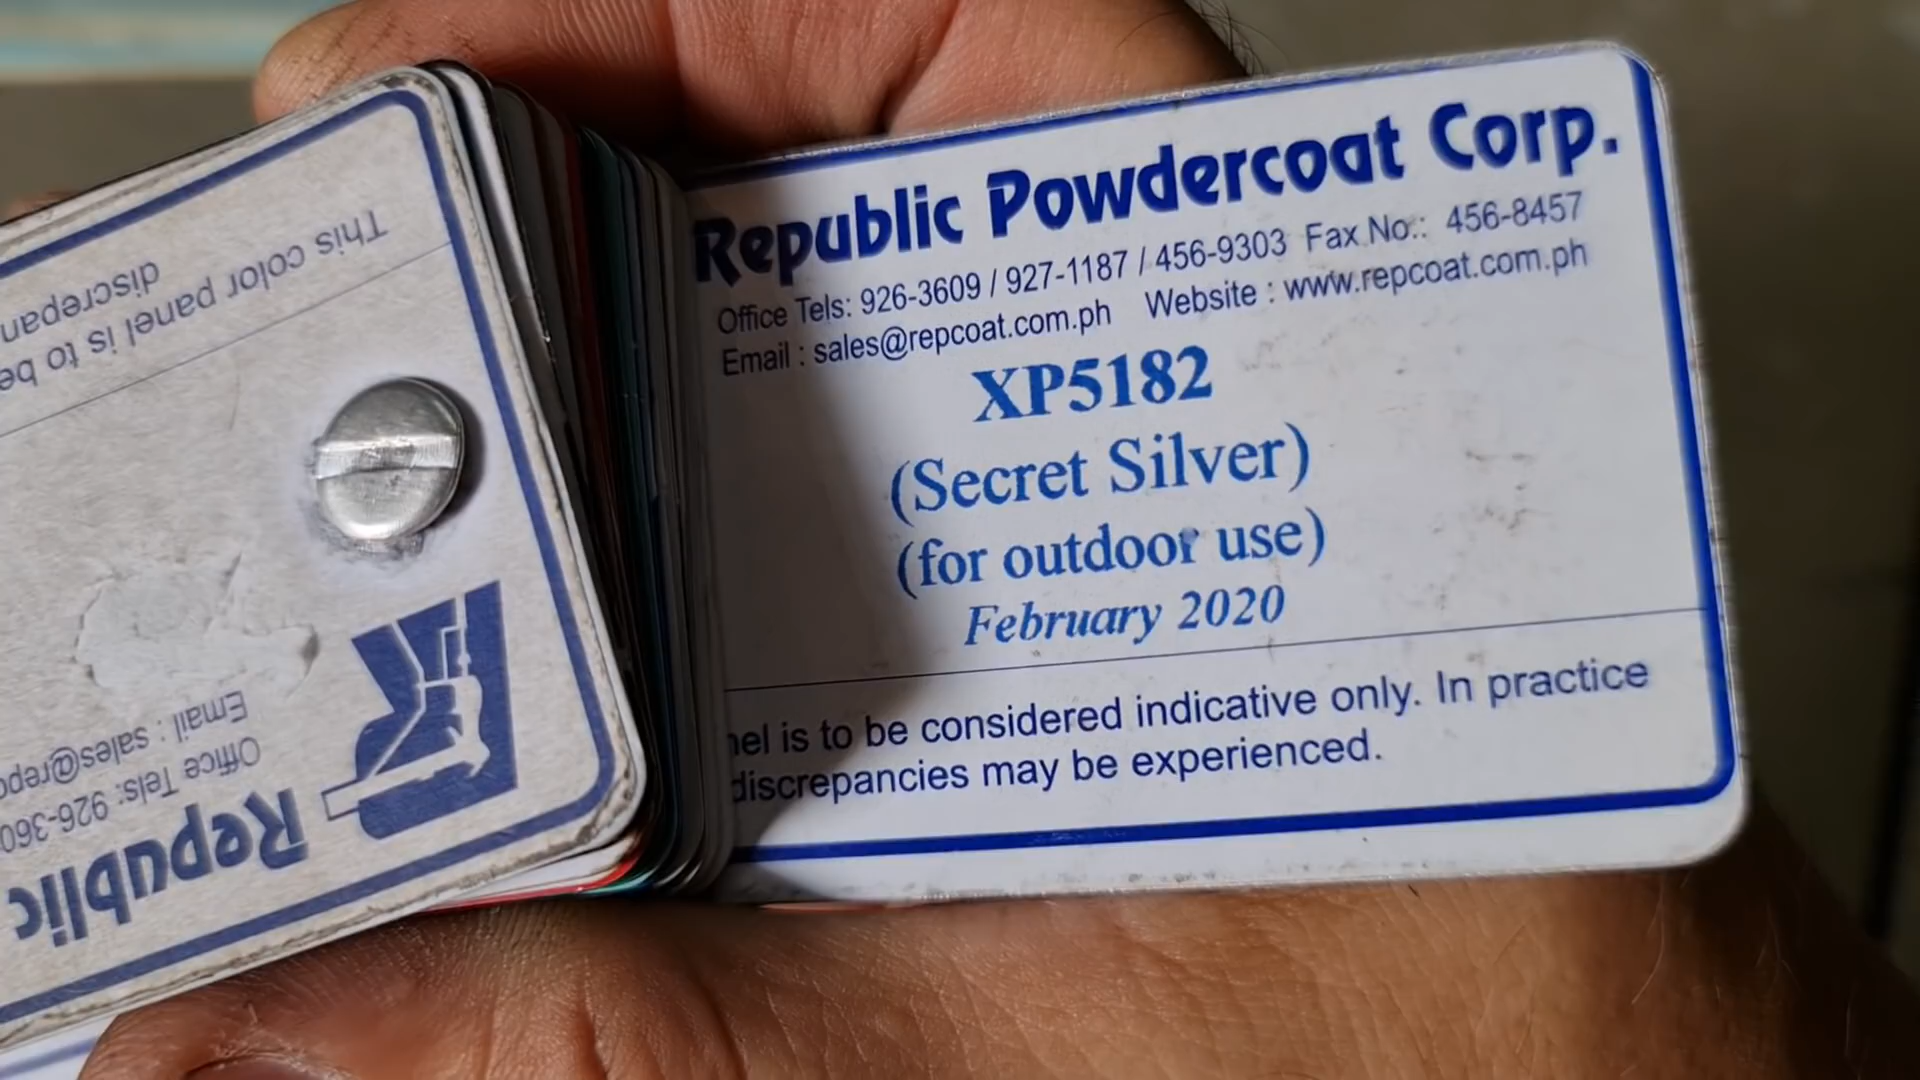 Republic Powdercoat Corp.
Office Tels: 926-3609 / 927-1187 / 456-9303 Fax No.: 456-8457
Email : sales@repcoat.com.ph Website : www.repcoat.com.ph
XP5182
(Secret Silver)
(for outdoor use)
February 2020
is to be considered indicative only. In practice
discrepancies may be experienced.
Republic
Office Tels: 926-360
Email : sales@repc
This color panel is to be
discrepan